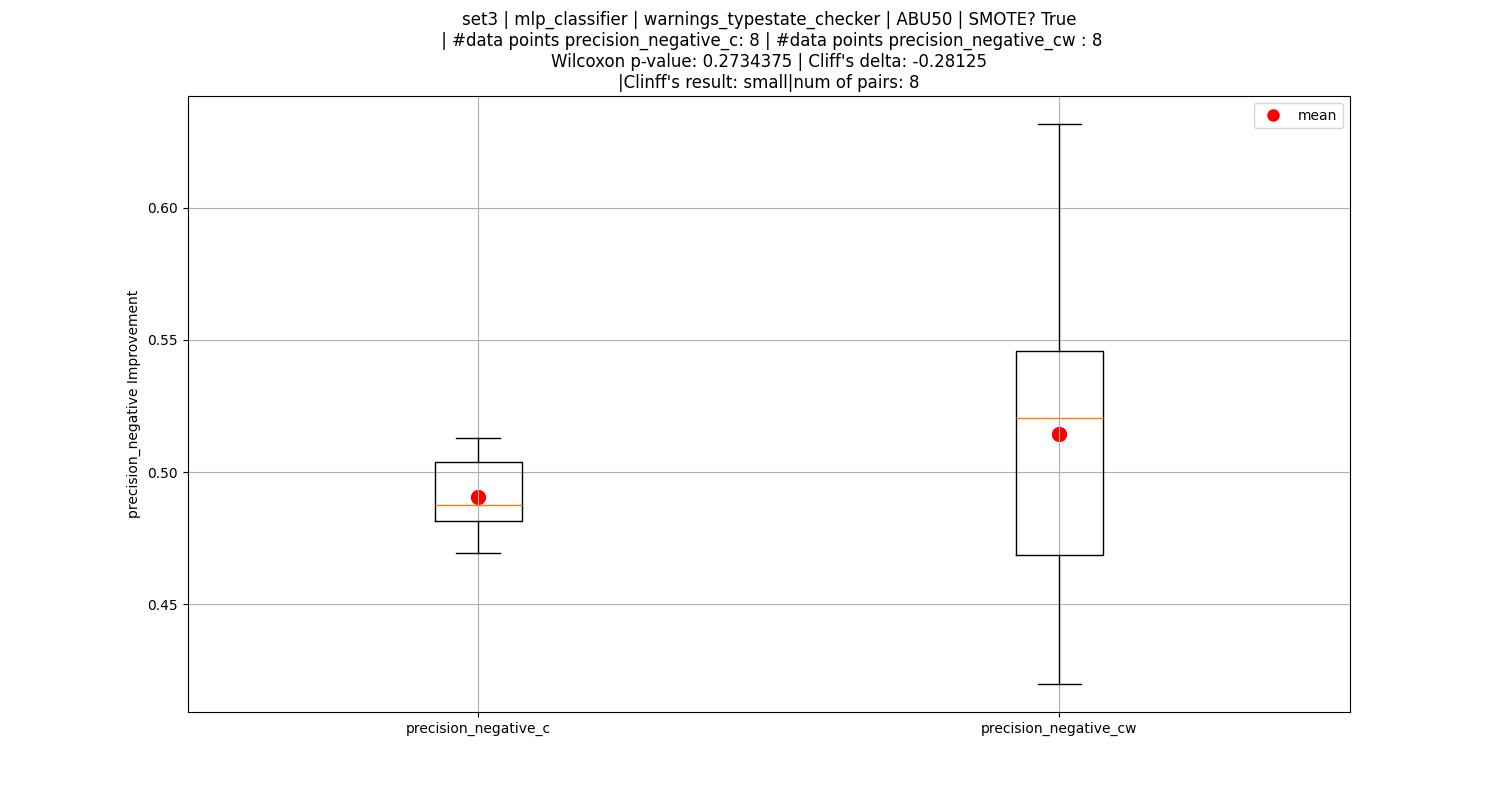 set3 | mlp_classifier | warnings_typestate_checker | ABU50 | SMOTE? True
| #data points precision_negative_c: 8 | #data points precision_negative_cw : 8
Wilcoxon p-value: 0.2734375 | Cliff's delta: -0.28125
|Clinff's result: small|num of pairs: 8
mean
precision_negative Improvement
0.60
0.55
0.50
0.45
precision_negative_c
precision_negative_cw